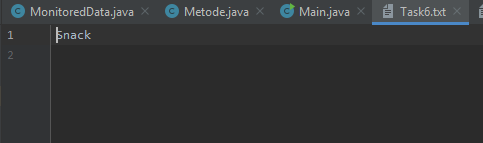 MonitoredData.java Metode.java Main.java Task6.txt
1 Snack
2